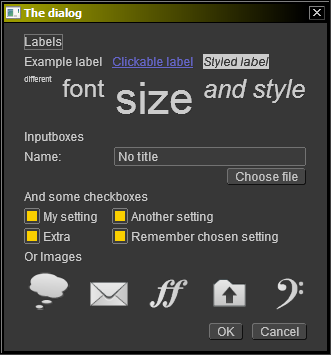 The dialog
Labels
Example label Clickable label Styled label
different font size and style
Inputboxes
Name: No title
Choose file
And some checkboxes
My setting Another setting
Extra Remember chosen setting
Or Images
ff
OK Cancel